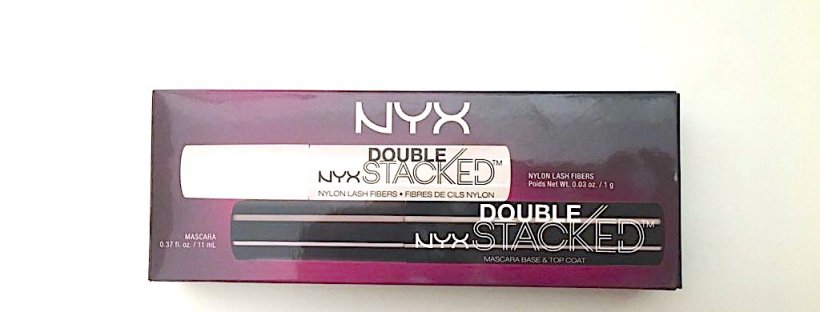 NYX
DOUBLE
NYX STACKED™
NYLON LASH FIBERS • FIBRES DE CILS NYLON
NYLON LASH FIBERS
Poids Net Wt. 0.03 oz. / 1 g
MASCARA
0.37 fl. oz. / 11 mL
DOUBLE
NYX STACKED™
MASCARA BASE & TOP COAT